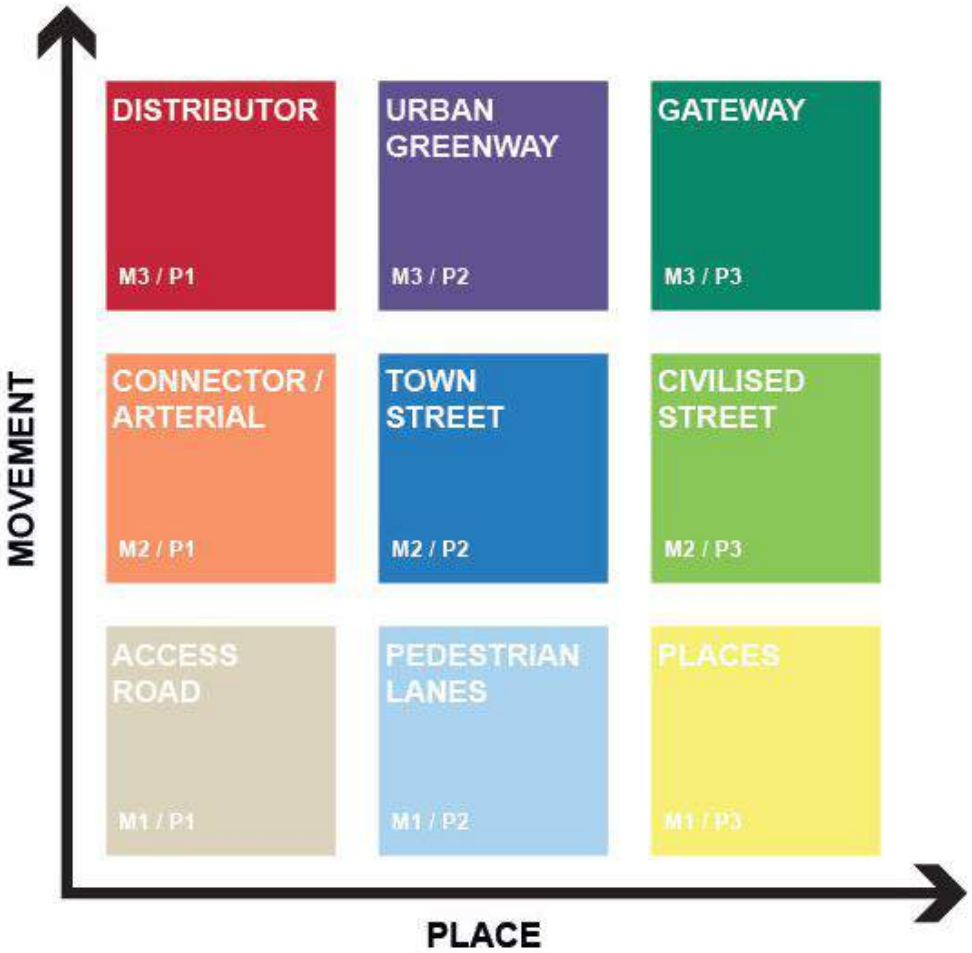 DISTRIBUTOR
M3 / P1
URBAN
GREENWAY
M3 / P2
GATEWAY
M3 / P3
CONNECTOR /
ARTERIAL
M2 / P1
TOWN
STREET
M2 / P2
CIVILISED
STREET
M2 / P3
ACCESS
ROAD
M1 / P1
PEDESTRIAN
LANES
M1 / P2
PLACES
M1 / P3
MOVEMENT
PLACE